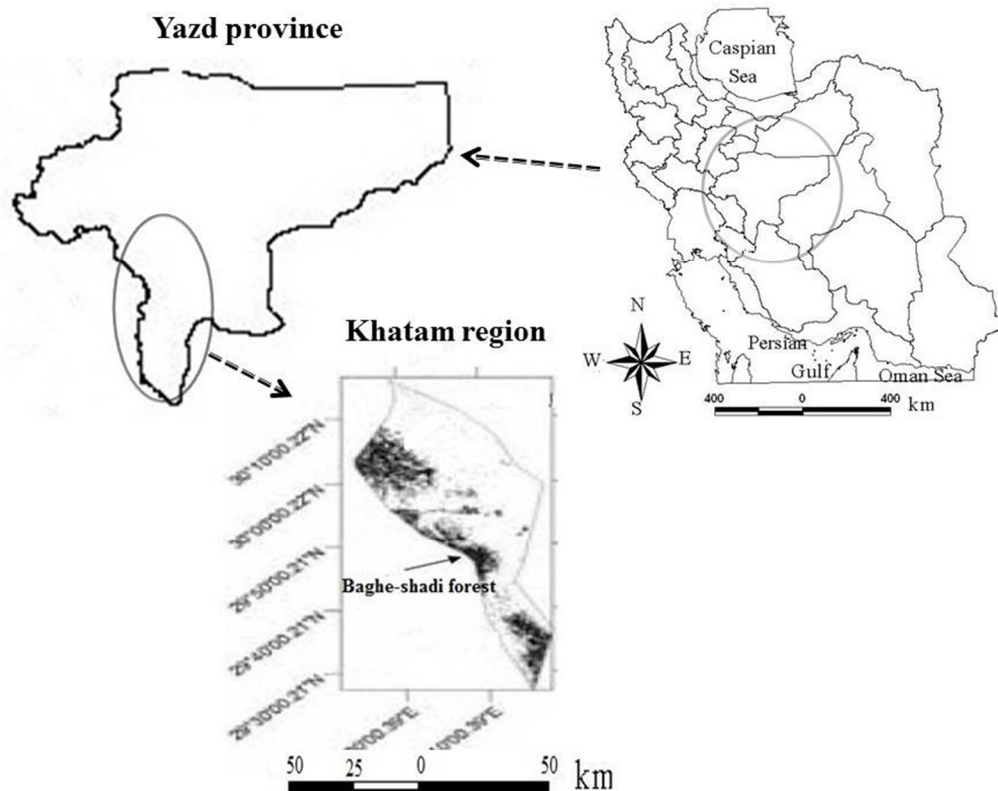 Yazd province
Caspian
Sea
Khatam region
N
W
E
S
Persian
Gulf
Oman Sea
400
0
400
km
30°10'00.22"N
30°00'00.22"N
29°50'00.21"N
29°40'00.21"N
29°30'00.21"N
Baghe-shadi forest
50
25
0
50
km